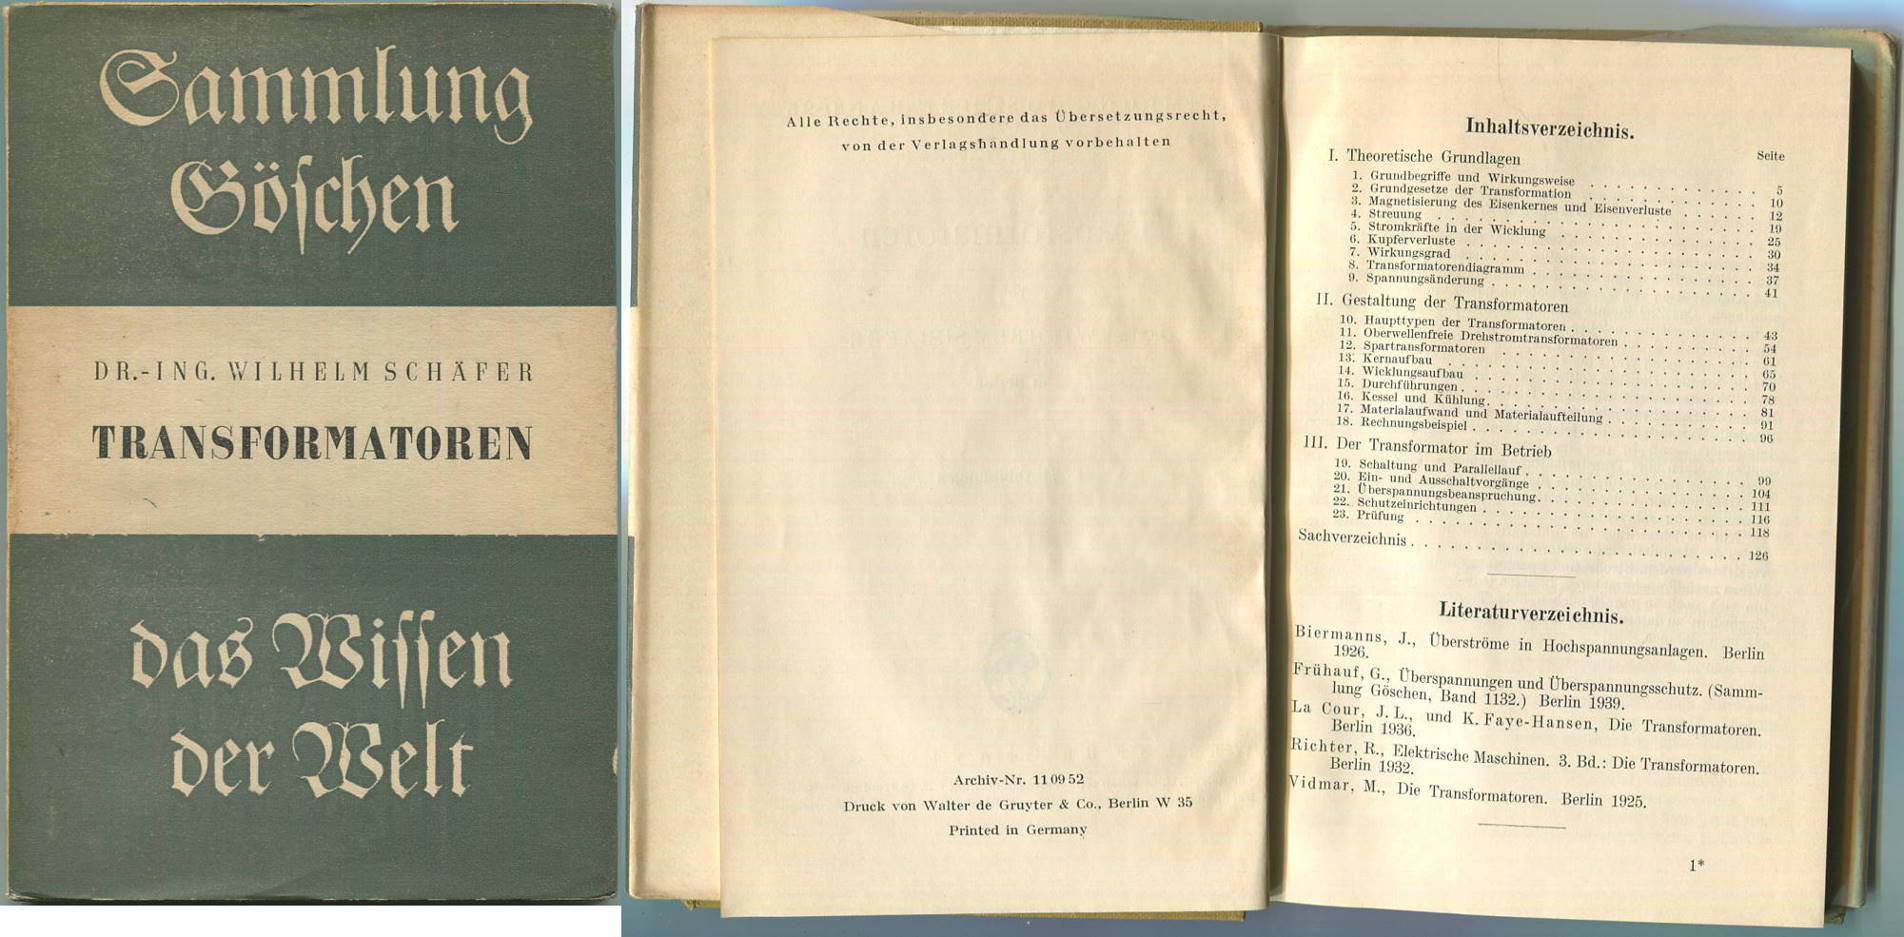 Sammlung
Göschen
DR.-ING. WILHELM SCHÄFER
TRANSFORMATOREN
das Wissen
der Welt
Alle Rechte, insbesondere das Übersetzungsrecht,
von der Verlagshandlung vorbehalten
Archiv-Nr. 11 09 52
Druck von Walter de Gruyter & Co., Berlin W 35
Printed in Germany
Inhaltsverzeichnis.
I. Theoretische Grundlagen Seite
1. Grundbegriffe und Wirkungsweise . . . . . . . . . . . . 5
2. Grundgesetze der Transformation . . . . . . . . . . . . 10
3. Magnetisierung des Eisenkernes und Eisenverluste . . . . . . 12
4. Streuung . . . . . . . . . . . . 19
5. Stromkräfte in der Wicklung . . . . . . . . . . . . 25
6. Kupferverluste . . . . . . . . . . . . 30
7. Wirkungsgrad . . . . . . . . . . . . 34
8. Transformatorendiagramm . . . . . . . . . . . . 37
9. Spannungsänderung . . . . . . . . . . . . 41
II. Gestaltung der Transformatoren
10. Haupttypen der Transformatoren . . . . . . . . . . . . 43
11. Oberwellenfreie Drehstromtransformatoren . . . . . . . . 54
12. Spartransformatoren . . . . . . . . . . . . 61
13. Kernaufbau . . . . . . . . . . . . 65
14. Wicklungsaufbau . . . . . . . . . . . . 70
15. Durchführungen . . . . . . . . . . . . 78
16. Kessel und Kühlung . . . . . . . . . . . . 81
17. Materialaufwand und Materialaufteilung . . . . . . . . . 91
18. Rechnungsbeispiel . . . . . . . . . . . . 96
III. Der Transformator im Betrieb
19. Schaltung und Parallellauf . . . . . . . . . . . . 99
20. Ein- und Ausschaltvorgänge . . . . . . . . . . . . 104
21. Überspannungsbeanspruchung . . . . . . . . . . . . 111
22. Schutzeinrichtungen . . . . . . . . . . . . 116
23. Prüfung . . . . . . . . . . . . 118
Sachverzeichnis . . . . . . . . . . . . 126
Literaturverzeichnis.
Biermanns, J., Überströme in Hochspannungsanlagen. Berlin
1926.
Frühauf, G., Überspannungen und Überspannungsschutz. (Samm-
lung Göschen, Band 1132.) Berlin 1939.
La Cour, J. L., und K. Faye-Hansen, Die Transformatoren.
Berlin 1936.
Richter, R., Elektrische Maschinen. 3. Bd.: Die Transformatoren.
Berlin 1932.
Vidmar, M., Die Transformatoren. Berlin 1925.
1*